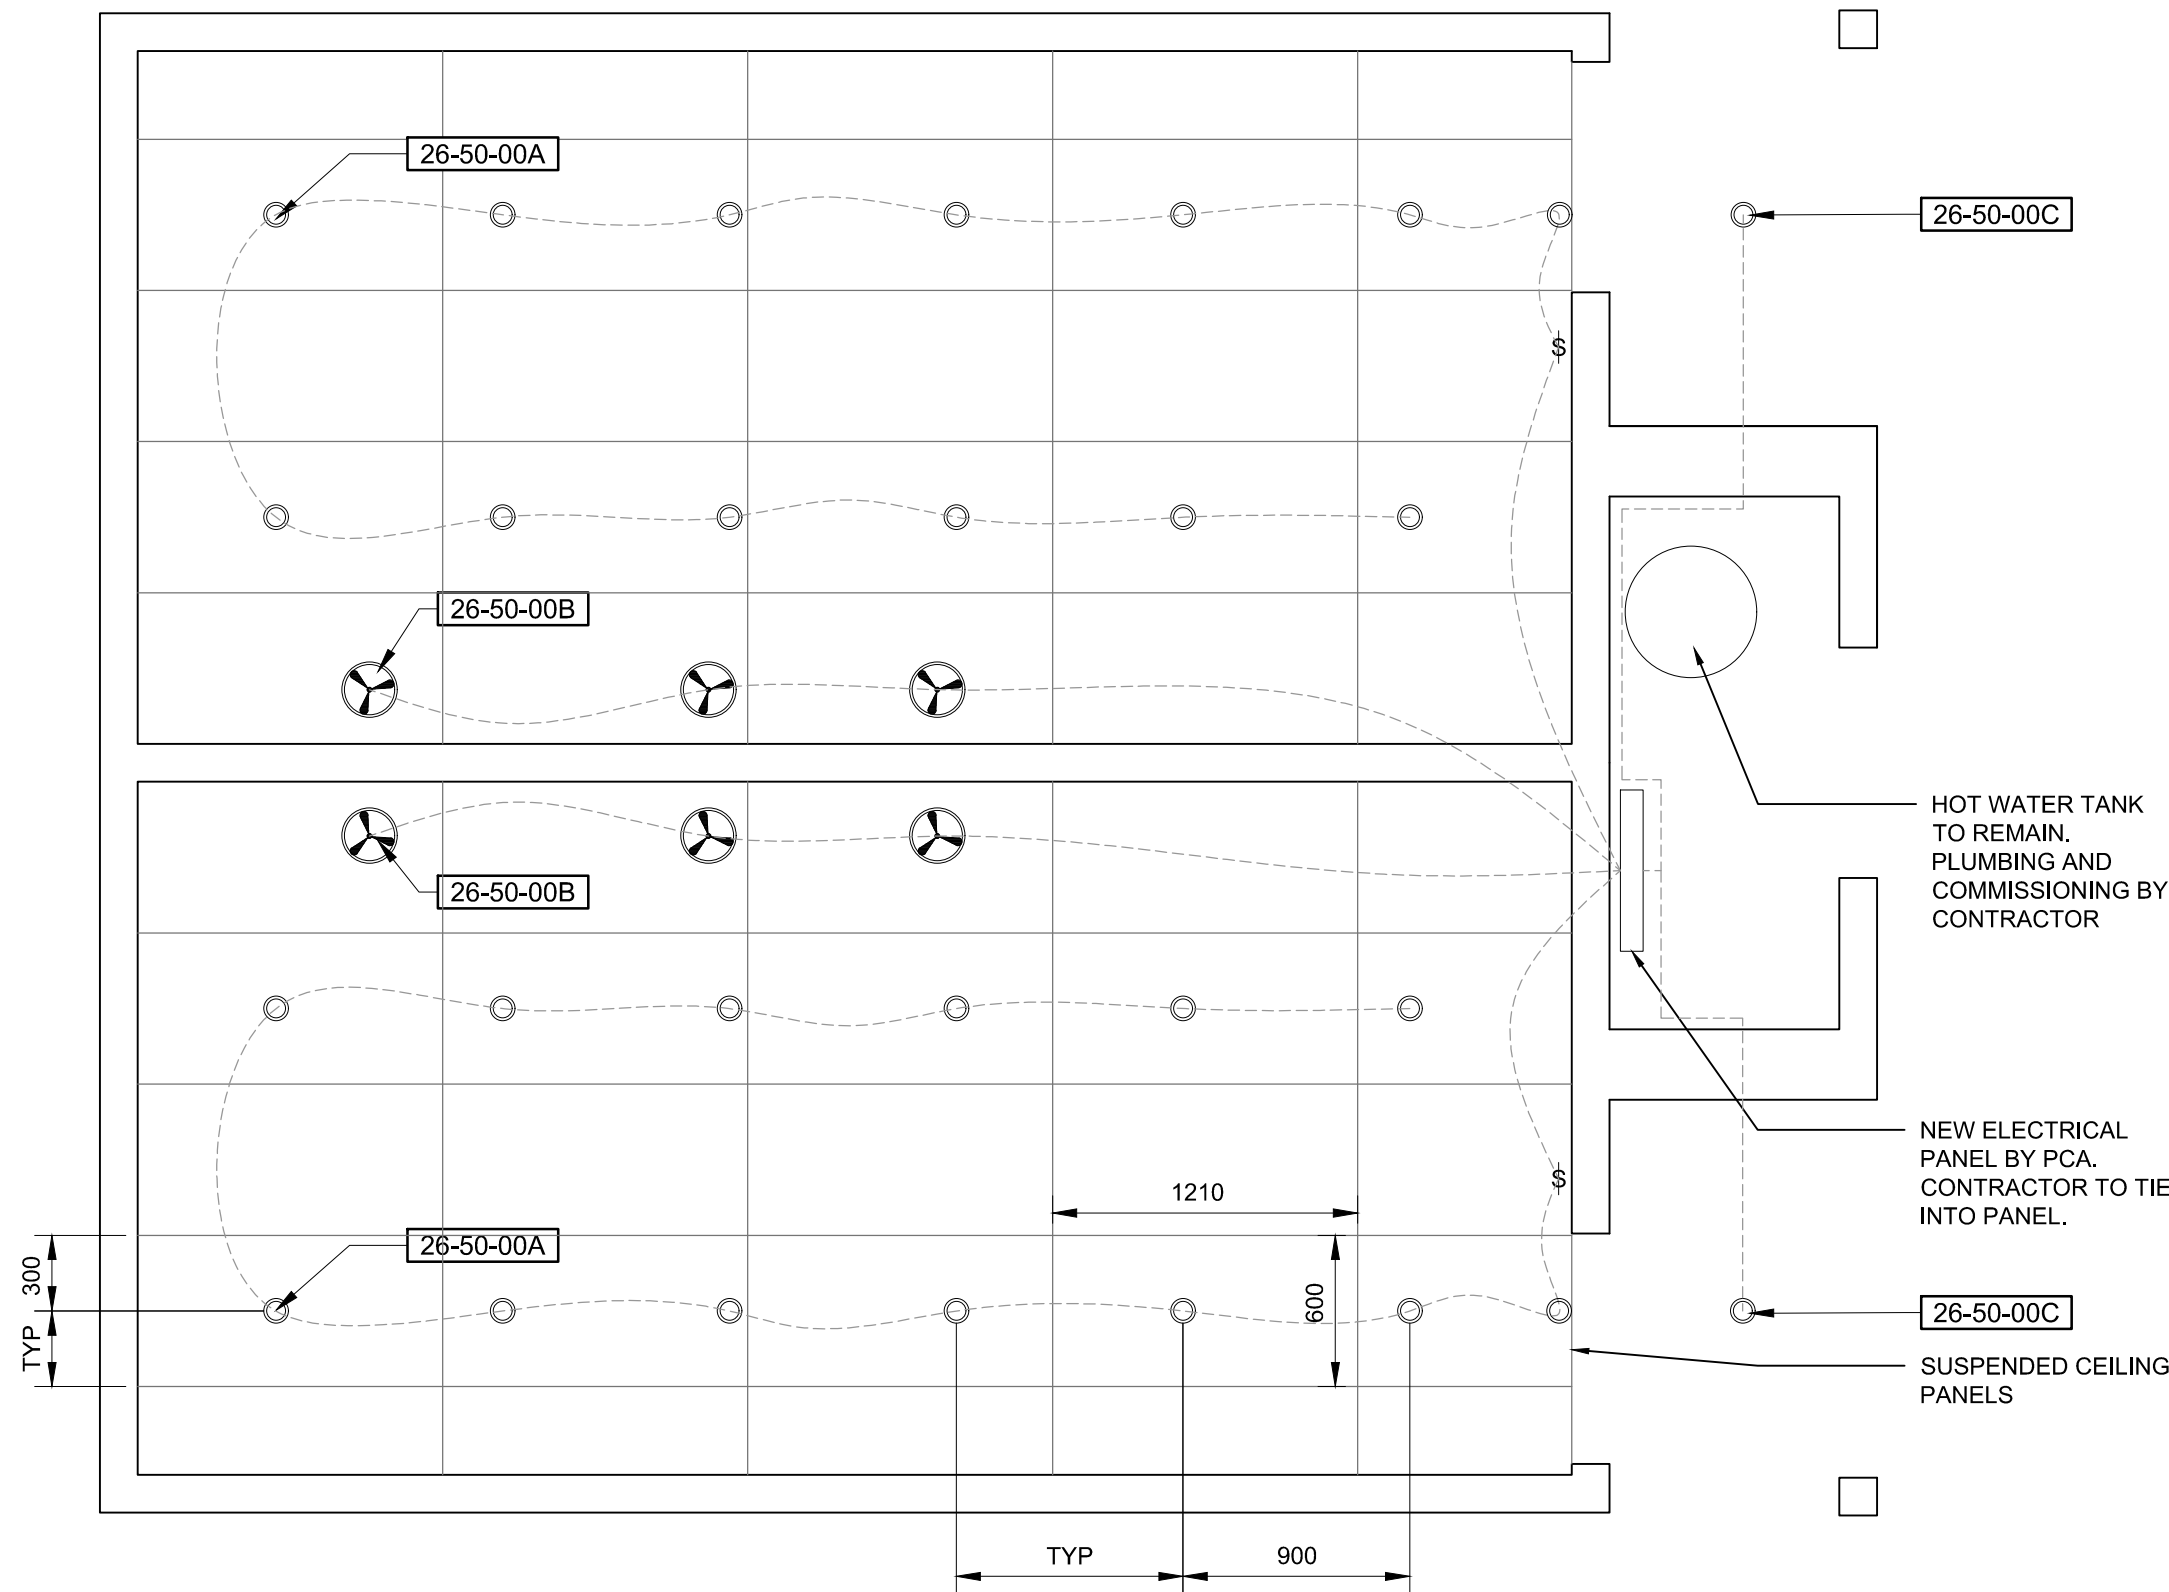 26-50-00A
26-50-00C
$
26-50-00B
HOT WATER TANK
TO REMAIN.
PLUMBING AND
COMMISSIONING BY
CONTRACTOR
26-50-00B
NEW ELECTRICAL
PANEL BY PCA.
CONTRACTOR TO TIE
INTO PANEL.
$
1210
26-50-00A
300
TYP
600
26-50-00C
SUSPENDED CEILING
PANELS
TYP
900